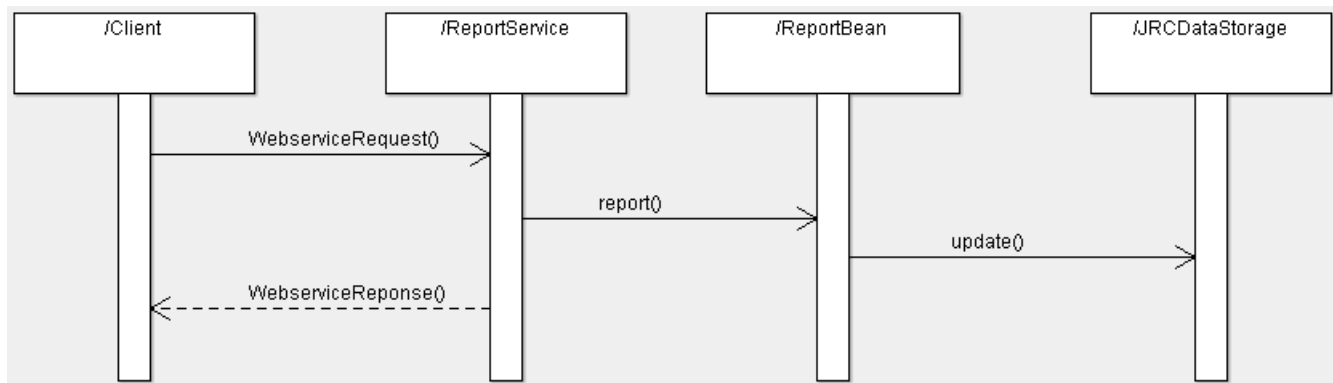 /Client
/ReportService
/ReportBean
/JRCDataStorage
WebserviceRequest()
report()
update()
WebserviceReponse()